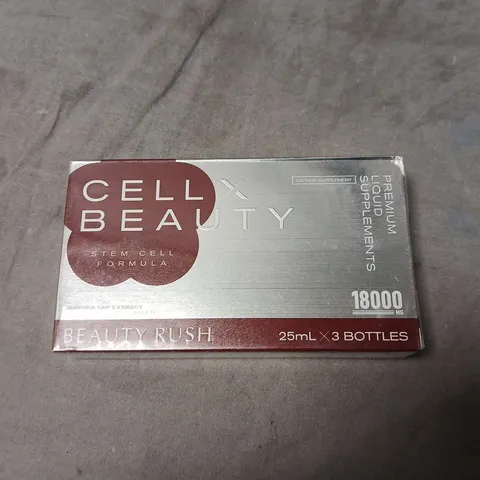 CELL X
BEAUTY
STEM CELL
FORMULA
DIETARY SUPPLEMENT
PREMIUM
LIQUID
SUPPLEMENTS
18000
MG
BEAUTY RUSH
25mL × 3 BOTTLES